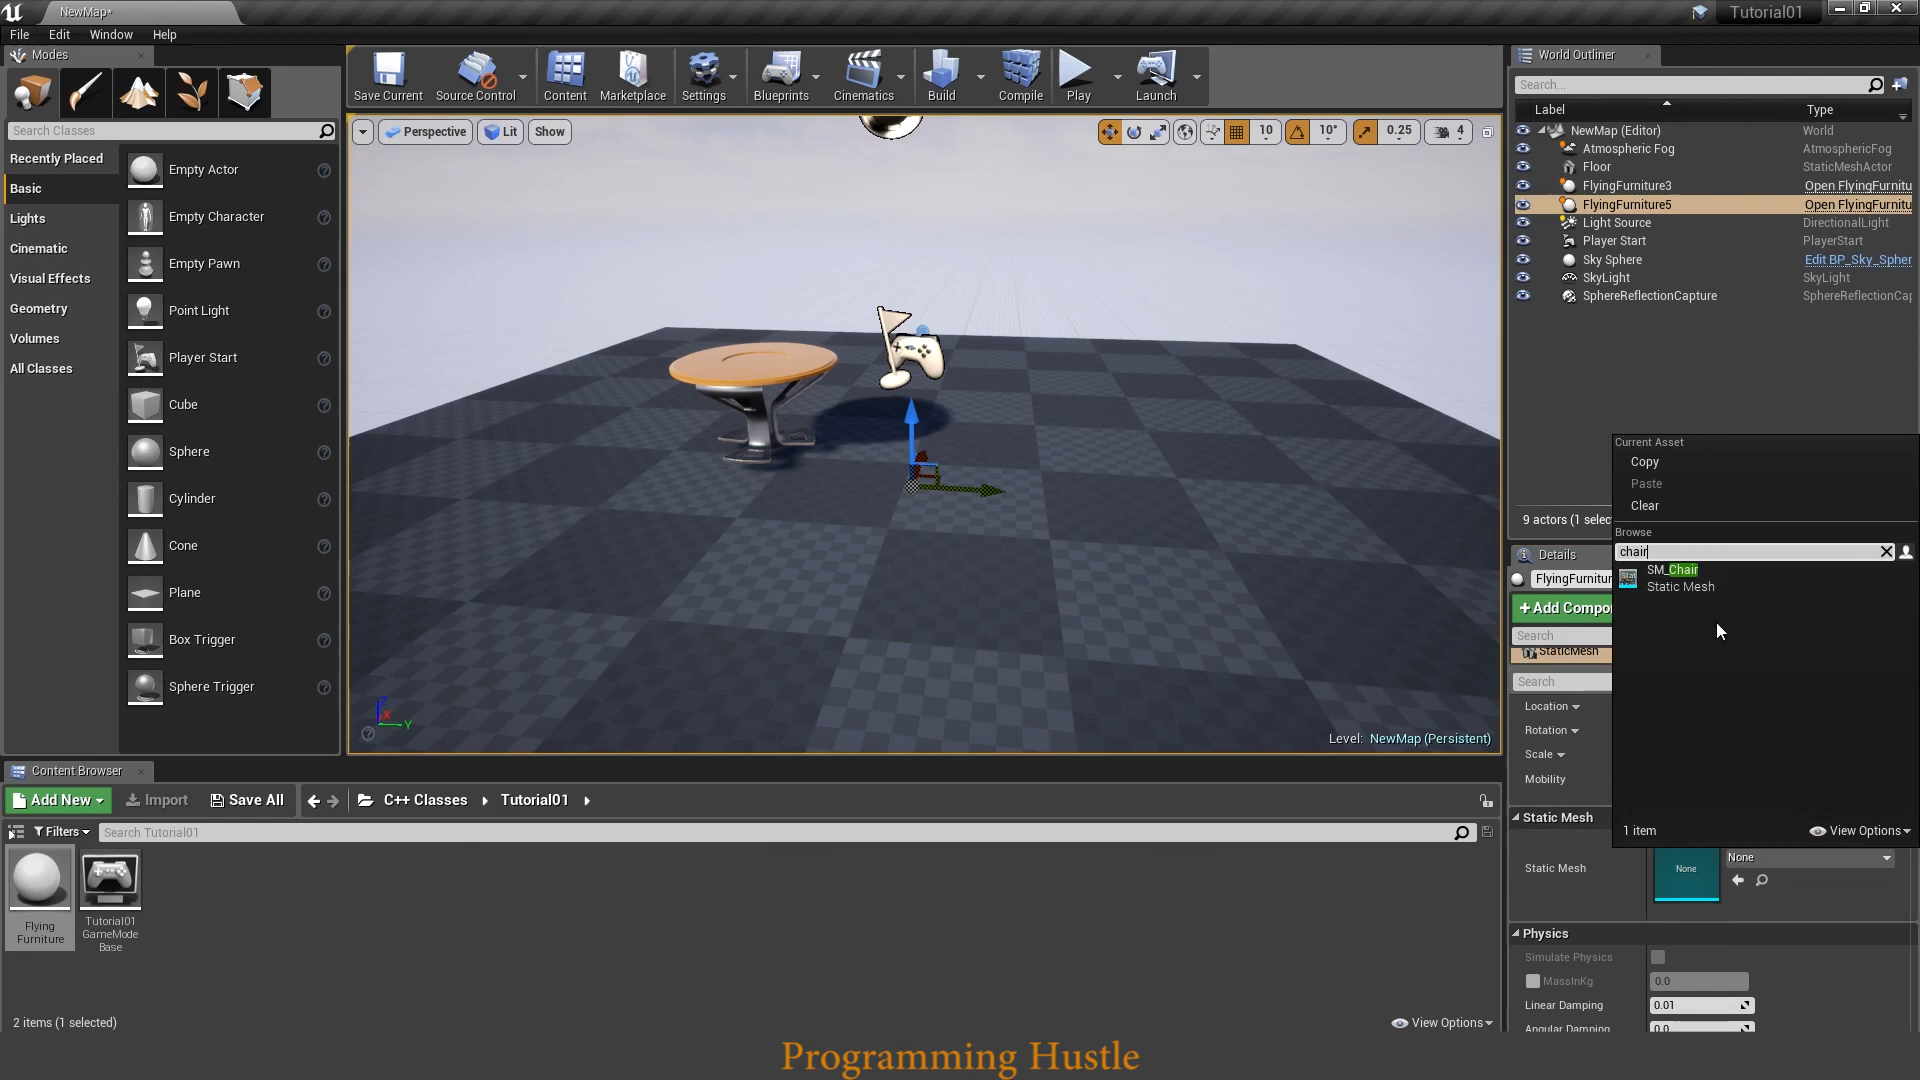 NewMap*
Tutorial01
File Edit Window Help
Modes
Search Classes
Recently Placed
Basic
Lights
Cinematic
Visual Effects
Geometry
Volumes
All Classes
Empty Actor
Empty Character
Empty Pawn
Point Light
Player Start
Cube
Sphere
Cylinder
Cone
Plane
Box Trigger
Sphere Trigger
Save Current Source Control Content Marketplace Settings Blueprints Cinematics Build Compile Play Launch
Perspective Lit Show
10 10° 0.25 4
Z
X
Y
Level: NewMap (Persistent)
World Outliner
Search...
Label Type
NewMap (Editor) World
Atmospheric Fog AtmosphericFog
Floor StaticMeshActor
FlyingFurniture3 Open FlyingFurnitu
FlyingFurniture5 Open FlyingFurnitu
Light Source DirectionalLight
Player Start PlayerStart
Sky Sphere Edit BP_Sky_Spher
SkyLight SkyLight
SphereReflectionCapture SphereReflectionCap
9 actors (1 selec
Current Asset
Copy
Paste
Clear
Browse
chair
SM_Chair
Static Mesh
1 item View Options
Details
FlyingFurnitur
+Add Compo
Search
StaticMesh
Search
Location
Rotation
Scale
Mobility
Static Mesh
Static Mesh None None
Physics
Simulate Physics
MassInKg 0.0
Linear Damping 0.01
Angular Damping 0.0
Content Browser
Add New Import Save All C++ Classes Tutorial01
Filters Search Tutorial01
Flying
Furniture
Tutorial01
GameMode
Base
2 items (1 selected) View Options
Programming Hustle